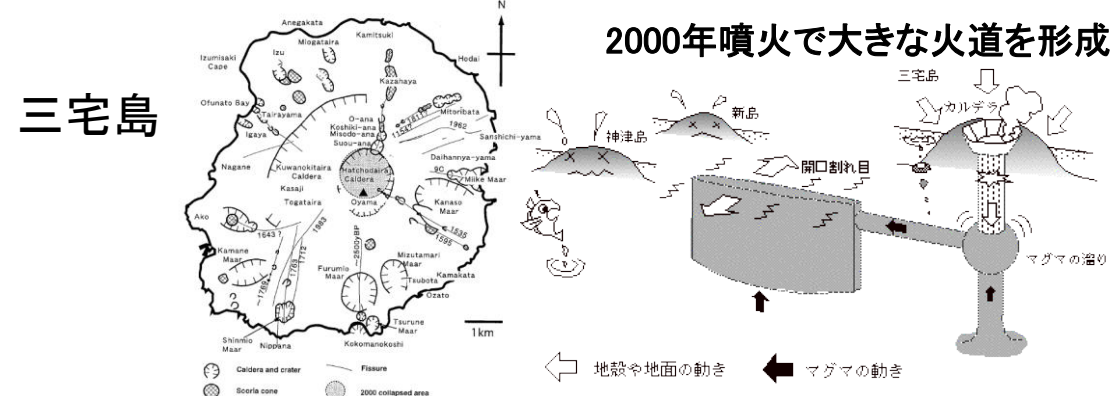 三宅島
2000年噴火で大きな火道を形成
N
Anegakata
Kamitsuki
Miogataira
Izu
Izumisaki
Cape
Hodai
Kazahaya
Ofunato Bay
Tairayama
Igaya
Mitoribata
1811?
1154?
1962
O-ana
Koshiki-ana
Misodo-ana
Suou-ana
Sanshichi-yama
Daihannya-yama
SC
Miike Maar
Nagane
Kuwanokitaira
Caldera
Hatchodaira
Caldera
Kasaji
Togataira
Oyama
Kanaso
Maar
Ako
1643
1983
1712
1763
1535
1595
~2500yBP
Kamane
Maar
Mizutamari
Maar
Furumio
Maar
Tsubota
Kamakata
Ozato
Tsurune
Maar
Shinmio
Maar
Nippana
Kokomanokoshi
1km
Caldera and crater
Fissure
Scoria cone
2000 collapsed area
三宅島
カルデラ
新島
神津島
開口割れ目
マグマの溜り
地殻や地面の動き
マグマの動き